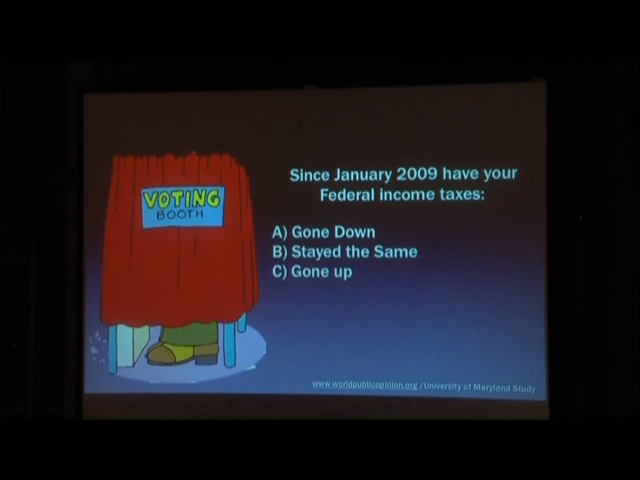 VOTING
BOOTH
Since January 2009 have your
Federal income taxes:
A) Gone Down
B) Stayed the Same
C) Gone up
www.worldpublicopinion.org /University of Maryland Study